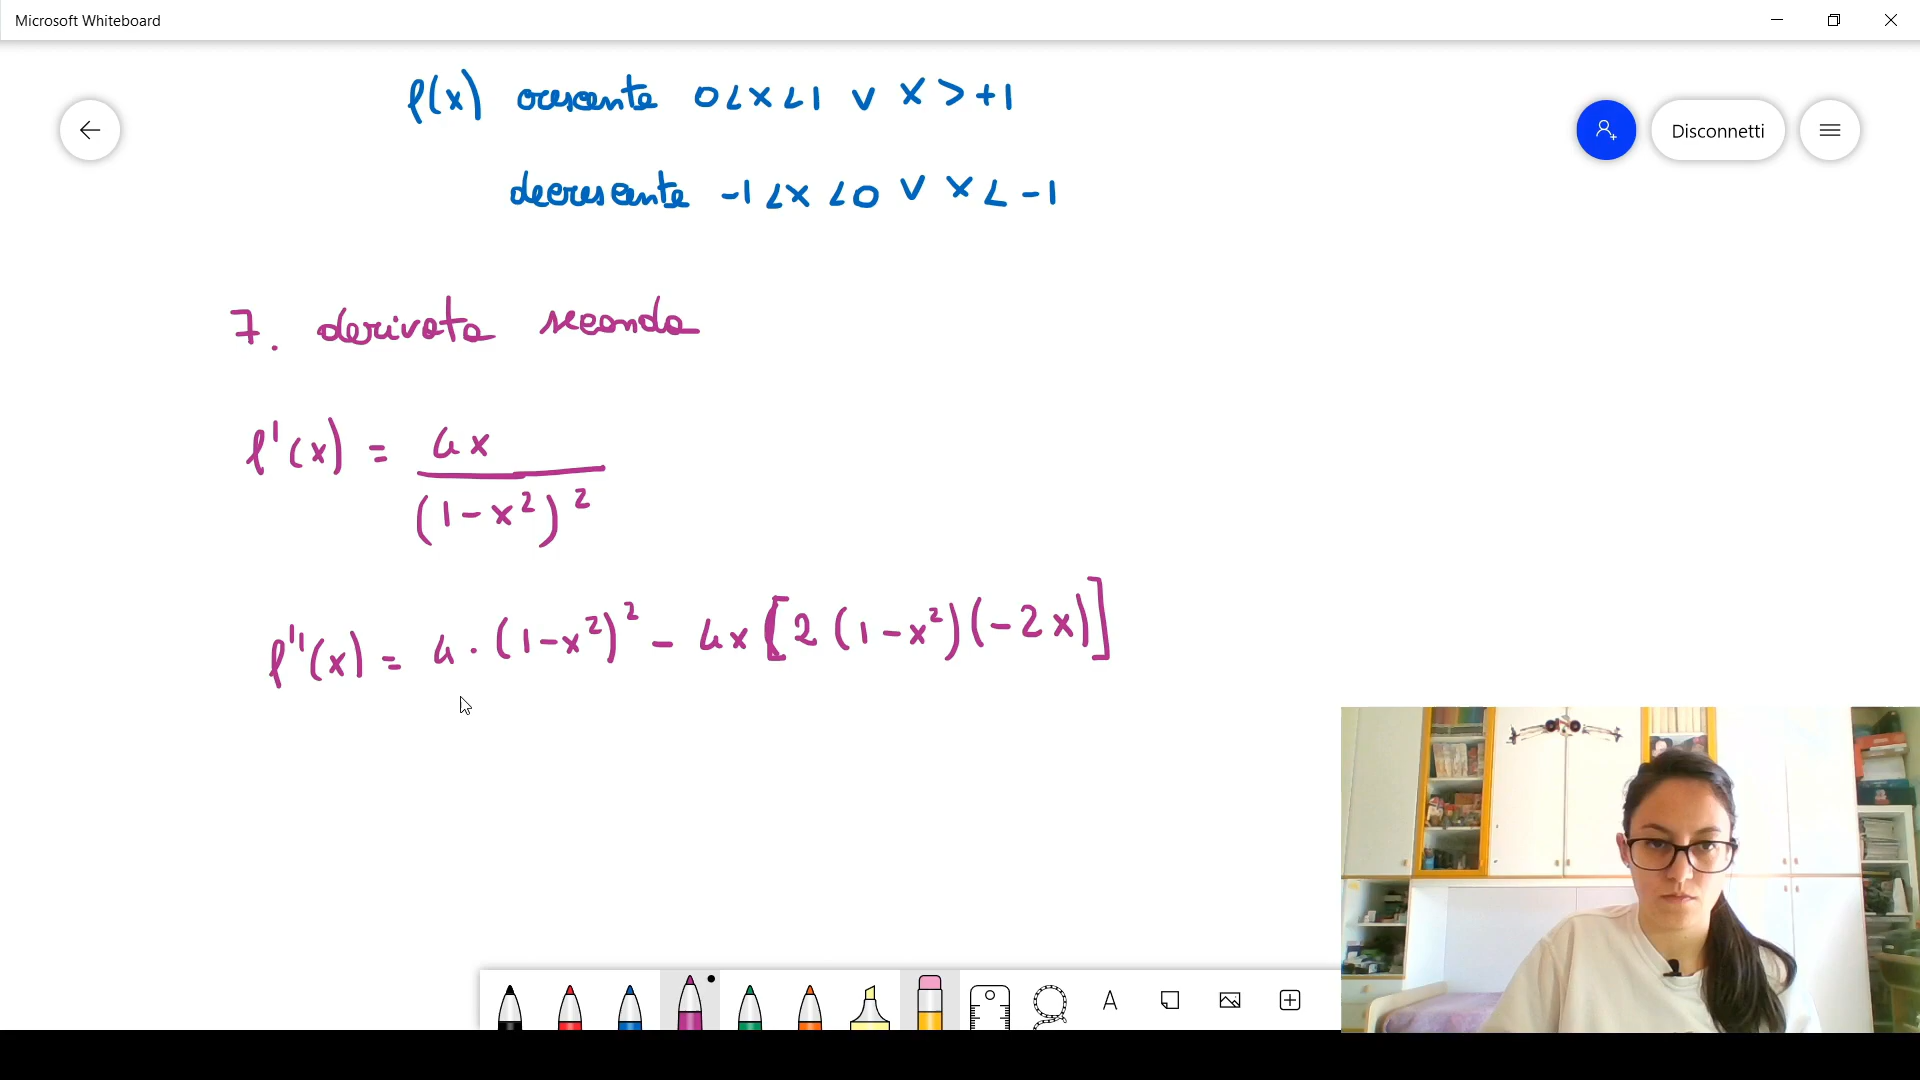 Microsoft Whiteboard
f(x) crescente 0<x<1 ∨ x>+1
Disconnetti
decrescente -1<x<0 ∨ x<-1
7. derivata seconda
f'(x) = 4x / (1-x²)²
f''(x) = 4·(1-x²)² - 4x[2(1-x²)(-2x)]
A